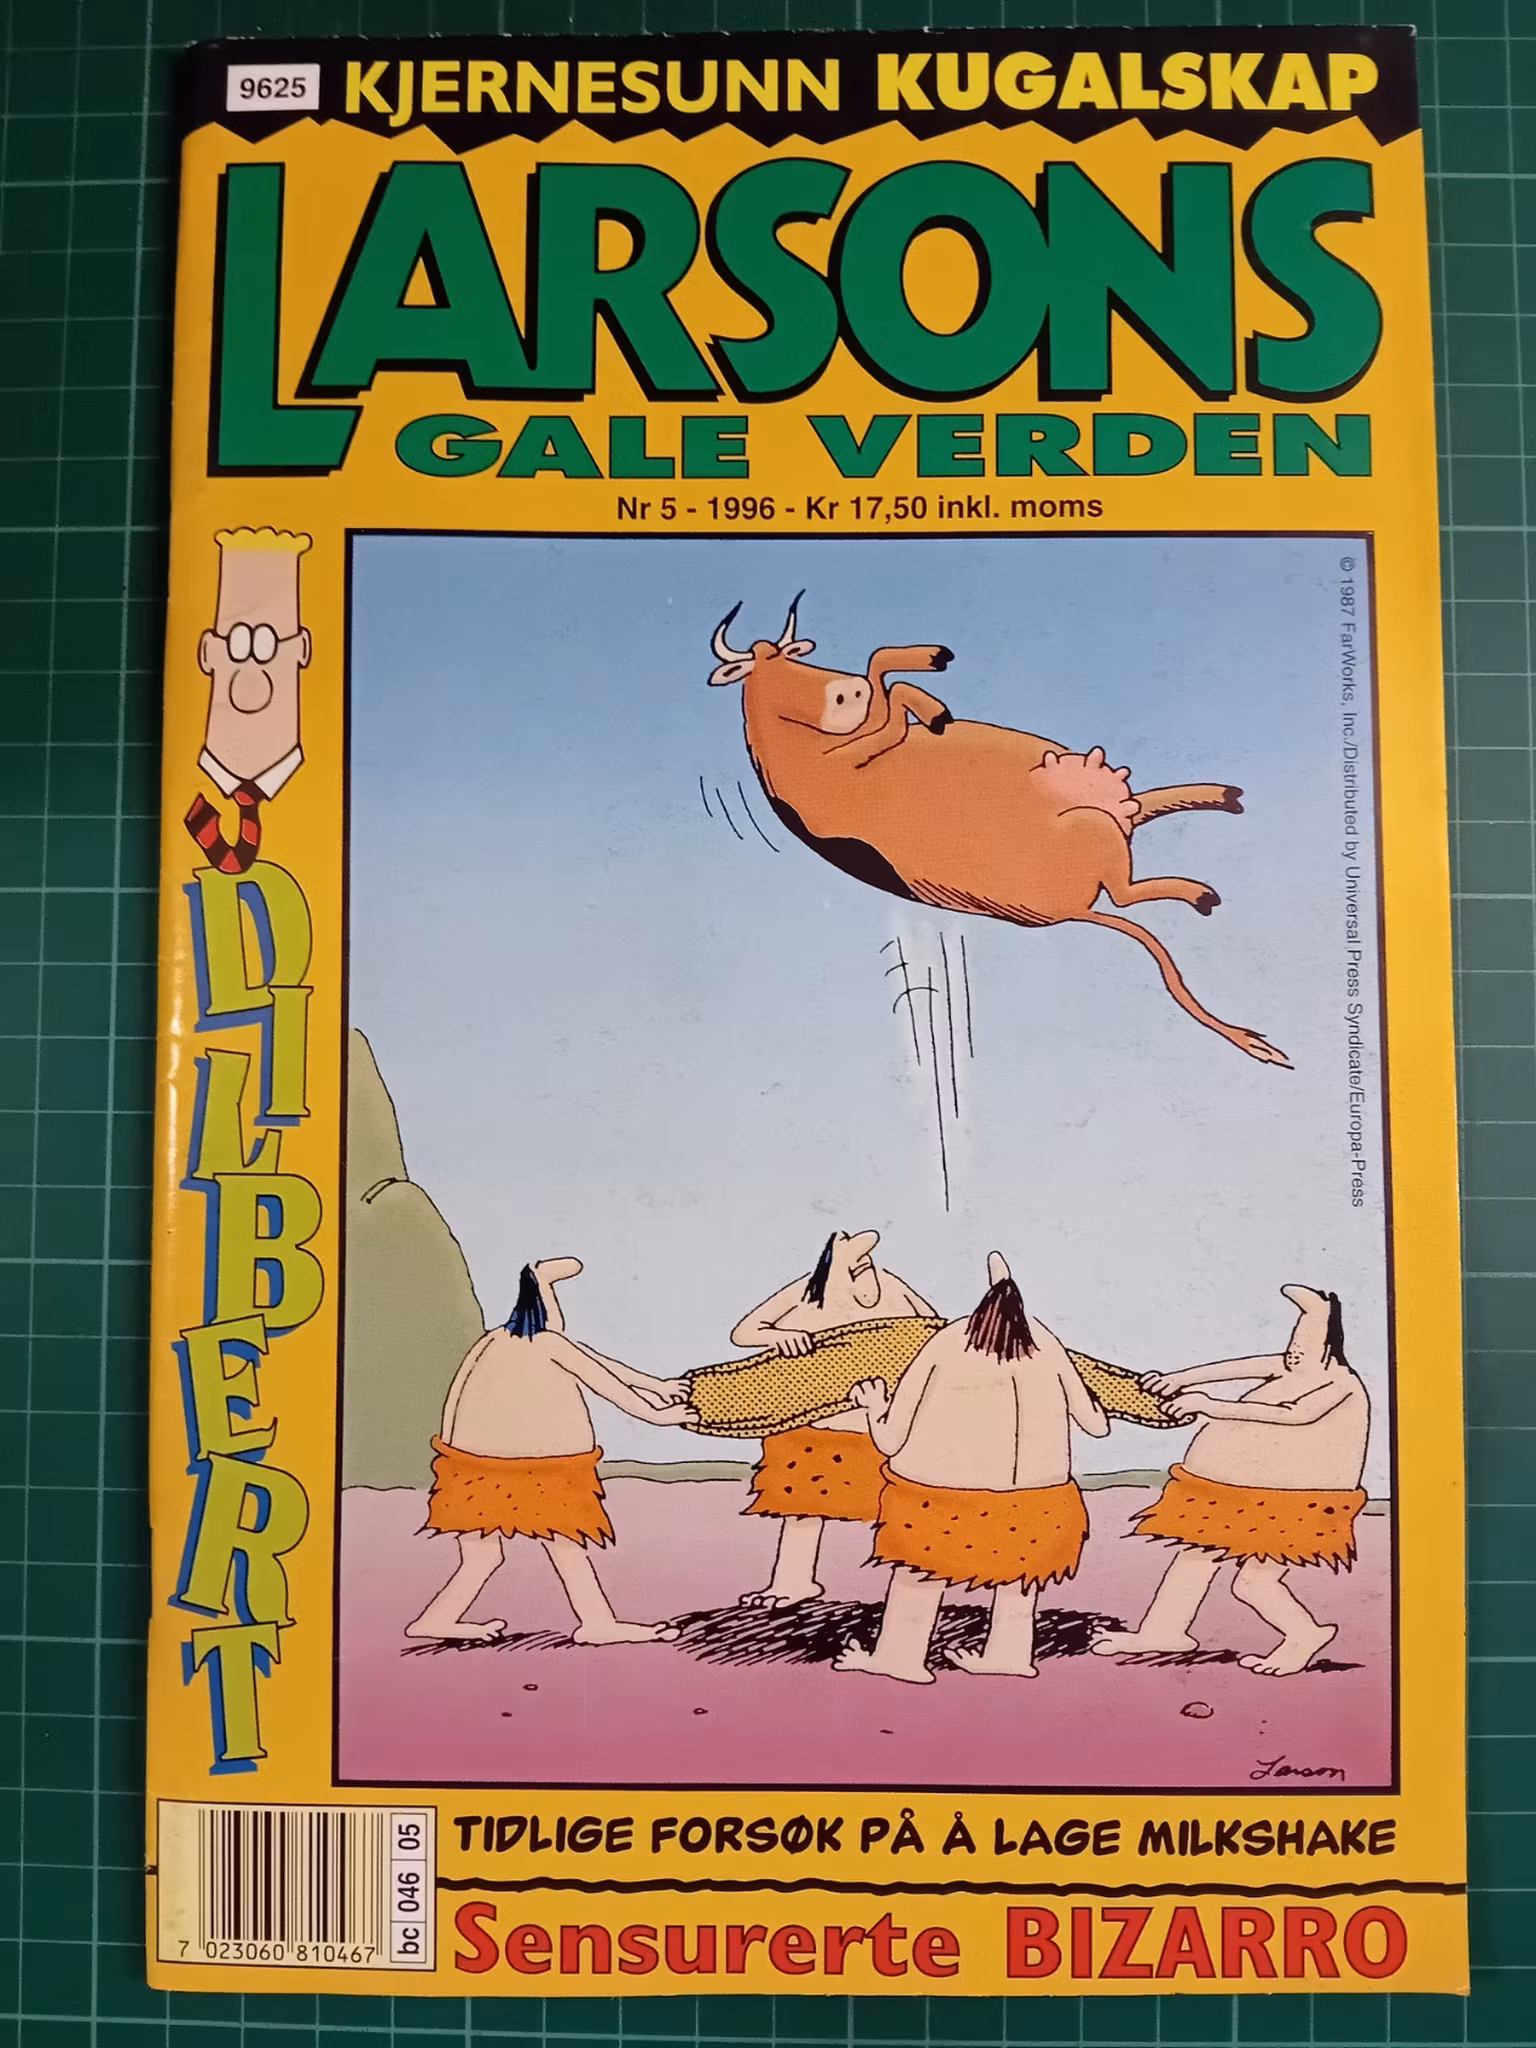 9625
KJERNESUNN KUGALSKAP
LARSONS
GALE VERDEN
Nr 5 - 1996 - Kr 17,50 inkl. moms
© 1987 FarWorks, Inc./Distributed by Universal Press Syndicate/Europa-Press
DILBERT
Larson
TIDLIGE FORSØK PÅ Å LAGE MILKSHAKE
7 023060 810467
bc 046 05
Sensurerte BIZARRO